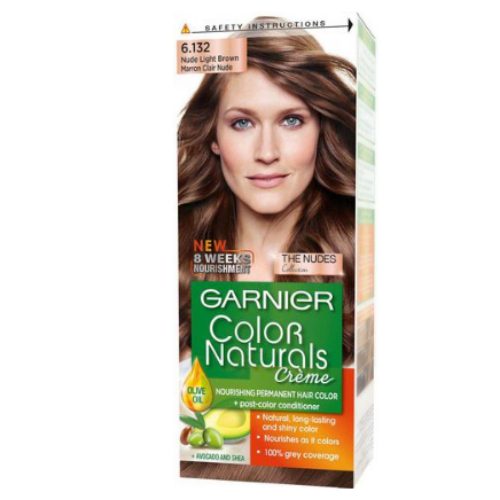 SAFETY INSTRUCTIONS
6.132
Nude Light Brown
Marron Clair Nude
NEW
8 WEEKS
NOURISHMENT
THE NUDES
Collection
GARNIER
Color
Naturals
Crème
NOURISHING PERMANENT HAIR COLOR
+ post-color conditioner
OLIVE
OIL
• Natural, long-lasting
and shiny color
• Nourishes as it colors
• 100% grey coverage
+ AVOCADO AND SHEA